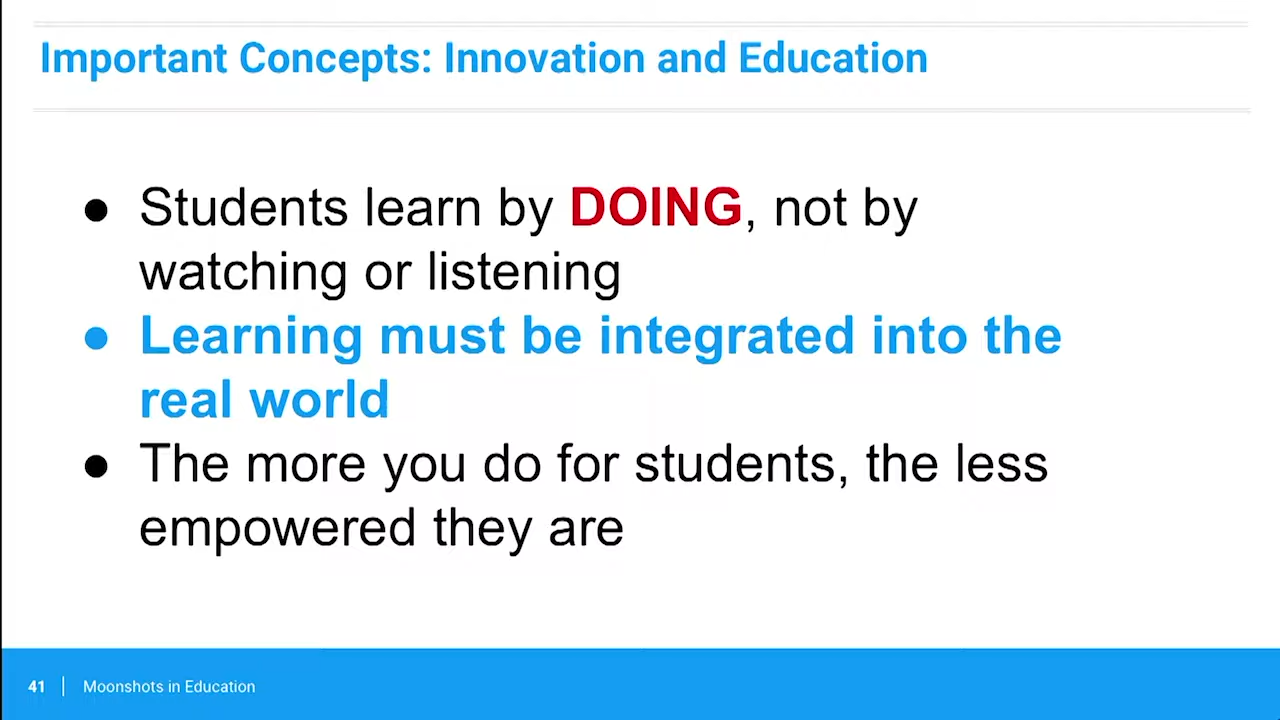 Important Concepts: Innovation and Education
● Students learn by DOING, not by
watching or listening
● Learning must be integrated into the
real world
● The more you do for students, the less
empowered they are
41 | Moonshots in Education